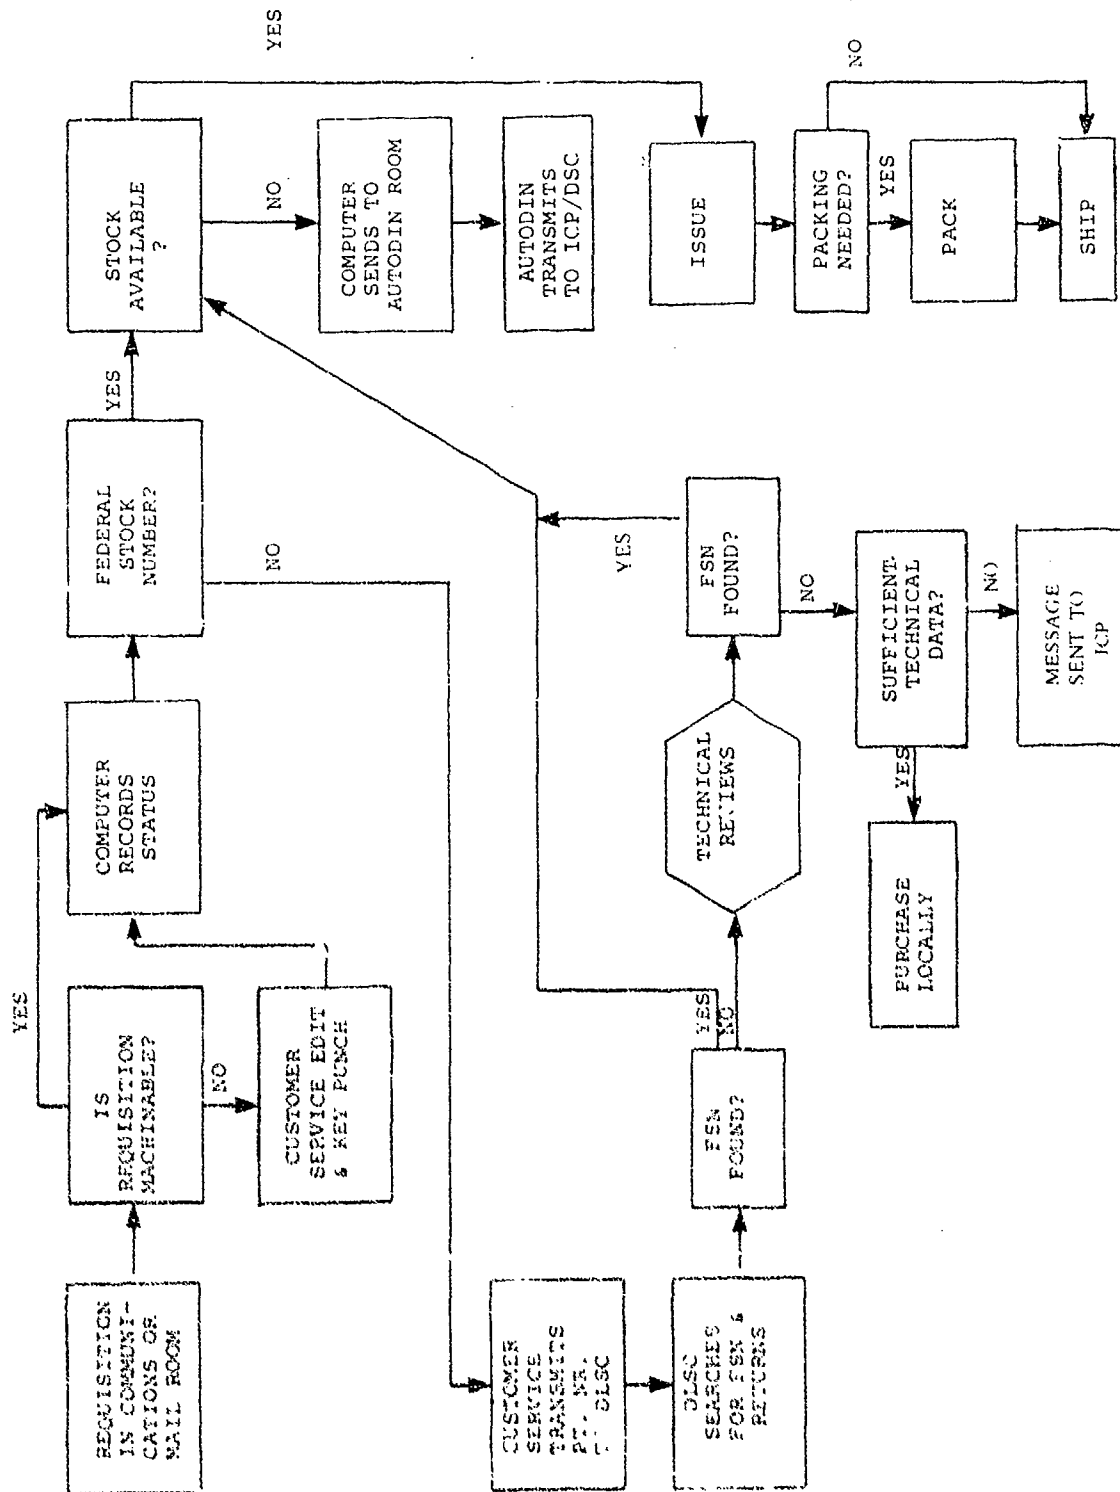 REQUISITION
IN COMMUNI-
CATIONS OR
MAIL ROOM
IS
REQUISITION
MACHINABLE?
YES
NO
CUSTOMER
SERVICE EDIT
& KEY PUNCH
COMPUTER
RECORDS
STATUS
FEDERAL
STOCK
NUMBER?
YES
NO
STOCK
AVAILABLE
?
YES
NO
COMPUTER
SENDS TO
AUTODIN ROOM
AUTODIN
TRANSMITS
TO ICP/DSC
ISSUE
PACKING
NEEDED?
NO
YES
PACK
SHIP
CUSTOMER
SERVICE
TRANSMITS
PT. NR.
DLSC
DLSC
SEARCHES
FOR FSN &
RETURNS
FSN
FOUND?
YES
NO
TECHNICAL
REVIEWS
FSN
FOUND?
YES
NO
SUFFICIENT
TECHNICAL
DATA?
YES
NO
PURCHASE
LOCALLY
MESSAGE
SENT TO
ICP